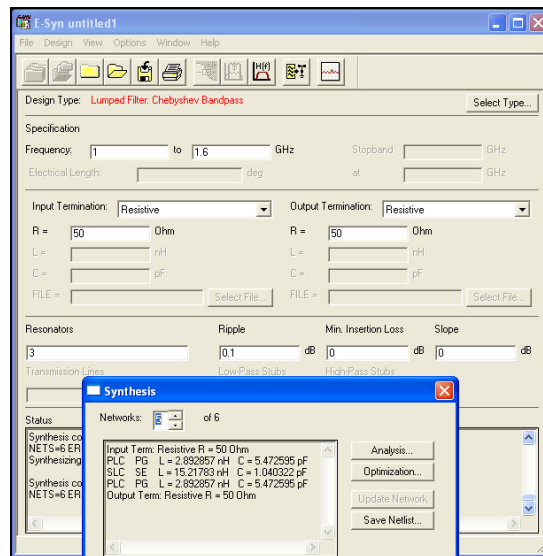 E-Syn untitled1
File Design View Options Window Help
H(f)
Design Type: Lumped Filter: Chebyshev Bandpass
Select Type...
Specification
Frequency: 1 to 1.6 GHz Stopband GHz
Electrical Length: deg at GHz
Input Termination: Resistive Output Termination: Resistive
R = 50 Ohm R = 50 Ohm
L = nH L = nH
C = pF C = pF
FILE = Select File... FILE = Select File...
Resonators Ripple Min. Insertion Loss Slope
3 0.1 dB 0 dB 0 dB
Transmission Lines Low-Pass Stubs High-Pass Stubs
Synthesis
Networks: 5 of 6
Status
Synthesis co
NETS=6 ER
Synthesizing
Synthesis co
NETS=6 ER
Input Term: Resistive R = 50 Ohm
PLC PG L = 2.892857 nH C = 5.472595 pF
SLC SE L = 15.21783 nH C = 1.040322 pF
PLC PG L = 2.892857 nH C = 5.472595 pF
Output Term: Resistive R = 50 Ohm
Analysis...
Optimization...
Update Network
Save Netlist...